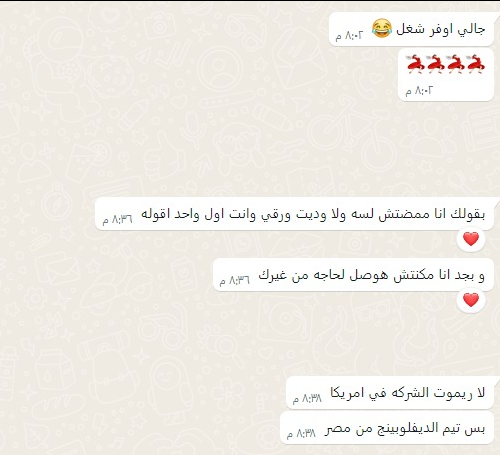 جالي اوفر شغل 😂 ٨:٠٢ م
💃💃💃💃
٨:٠٢ م
بقولك انا ممضتش لسه ولا وديت ورقي وانت اول واحد اقوله ٨:٣٦ م
❤️
و بجد انا مكنتش هوصل لحاجه من غيرك ٨:٣٦ م
❤️
لا ريموت الشركه في امريكا ٨:٣٨ م
بس تيم الديفلوبينج من مصر ٨:٣٨ م